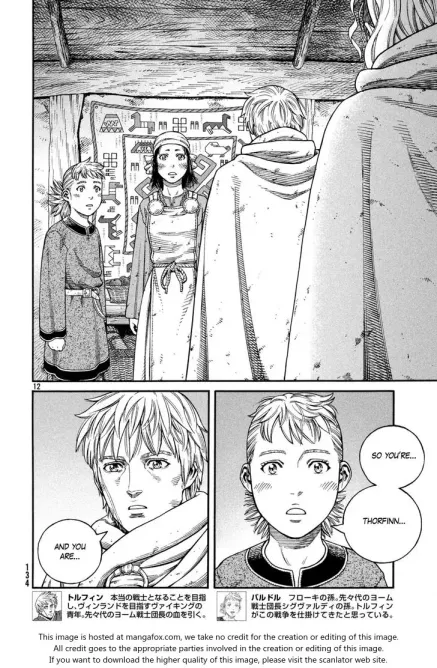 12
SO YOU'RE...
THORFINN...
AND YOU
ARE...
134
トルフィン 本当の戦士となることを目指
し、ヴィンランドを目指すヴァイキングの
青年。先々代のヨーム戦士団長の血を引く。
バルドル フローキの孫。先々代のヨーム
戦士団長シグヴァルディの孫。トルフィン
がこの戦争を仕掛けてきたと思っている。
This image is hosted at mangafox.com, we take no credit for the creation or editing of this image.
All credit goes to the appropriate parties involved in the creation or editing of this image.
If you want to download the higher quality of this image, please visit the scanlator web site.